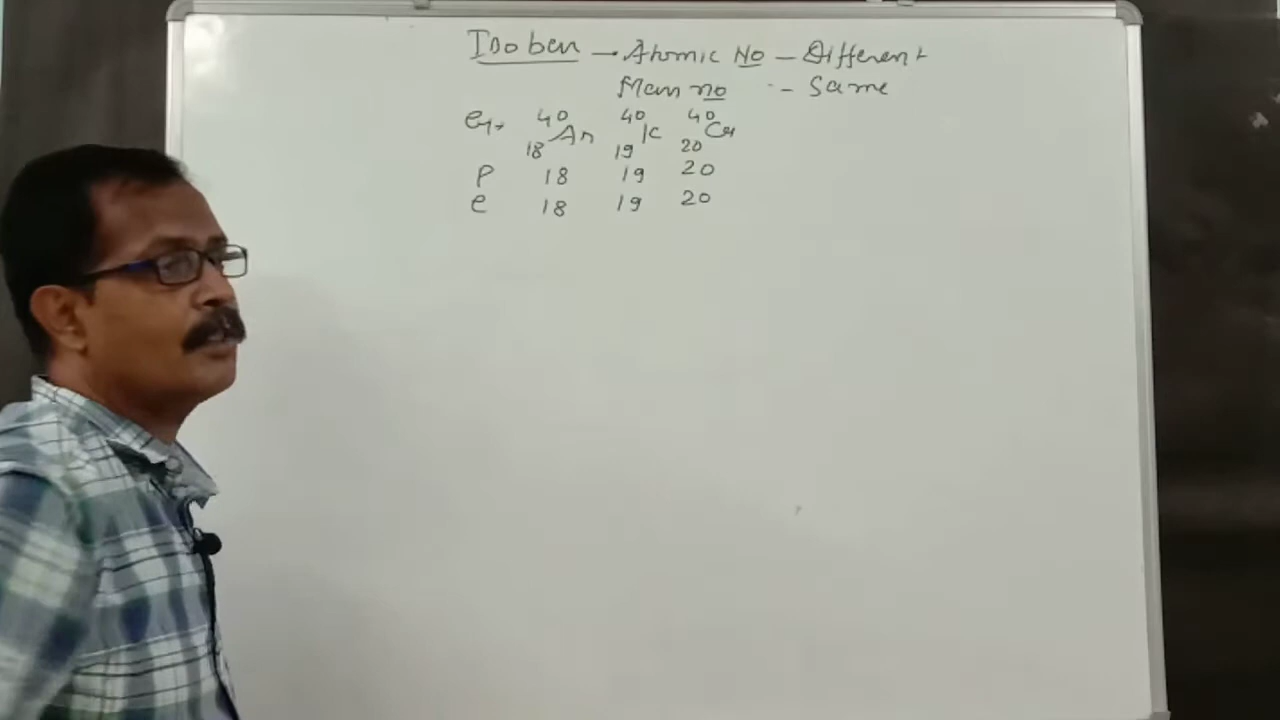 Isobar — Atomic No — Different
Mass no - Same
eg, 40 18 Ar 40 19 K 40 20 Ca
P 18 19 20
e 18 19 20